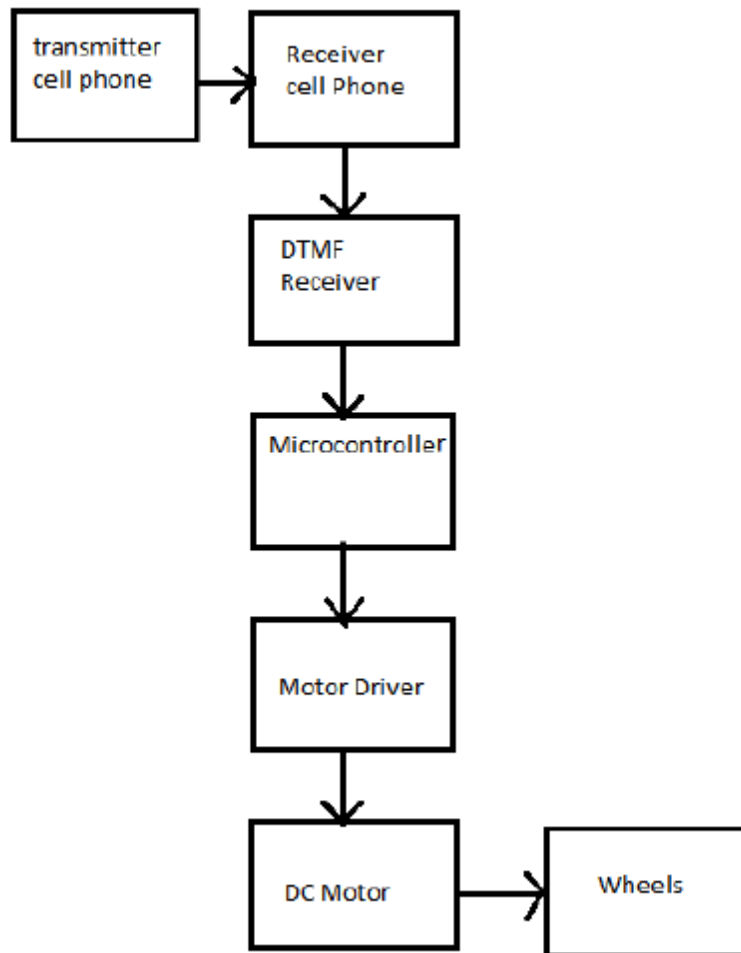 transmitter
cell phone
Receiver
cell Phone
DTMF
Receiver
Microcontroller
Motor Driver
DC Motor
Wheels